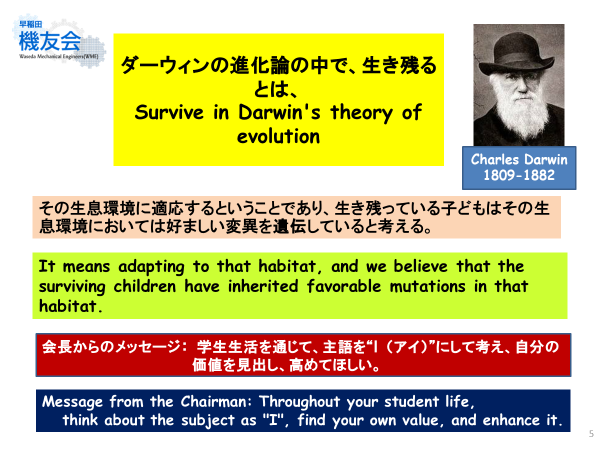 早稲田
機友会
Waseda Mechanical Engineers(WME)
ダーウィンの進化論の中で、生き残る
とは、
Survive in Darwin's theory of
evolution
Charles Darwin
1809-1882
その生息環境に適応するということであり、生き残っている子どもはその生
息環境においては好ましい変異を遺伝していると考える。
It means adapting to that habitat, and we believe that the
surviving children have inherited favorable mutations in that
habitat.
会長からのメッセージ： 学生生活を通じて、主語を“I（アイ）”にして考え、自分の
価値を見出し、高めてほしい。
Message from the Chairman: Throughout your student life,
think about the subject as "I", find your own value, and enhance it.
5